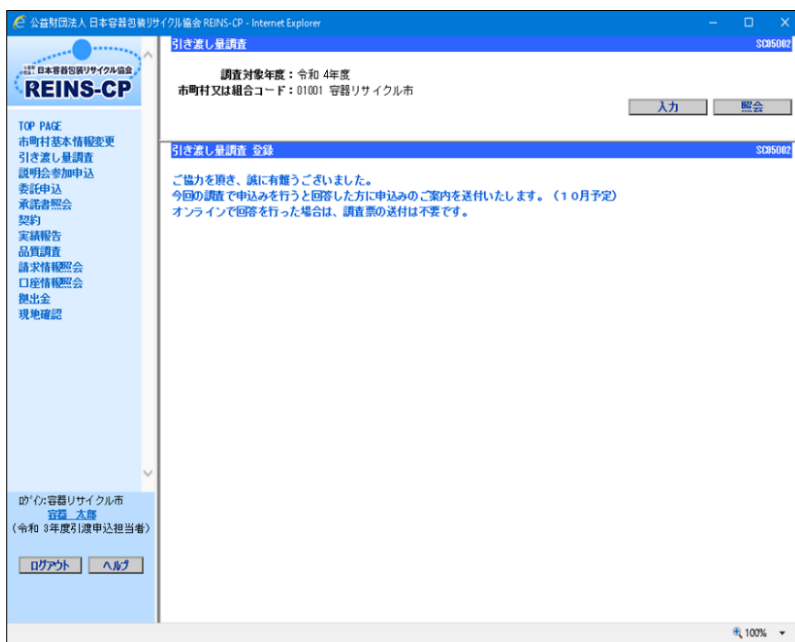 公益財団法人 日本容器包装リサイクル協会 REINS-CP - Internet Explorer
日本容器包装リサイクル協会
REINS-CP
TOP PAGE
市町村基本情報変更
引き渡し量調査
説明会参加申込
委託申込
承諾書照会
契約
実績報告
品質調査
請求情報照会
口座情報照会
拠出金
現地確認
ﾛｸﾞｲﾝ:容器リサイクル市
容器 太郎
(令和 3年度引渡申込担当者)
ログアウト
ヘルプ
引き渡し量調査 SC05002
調査対象年度：令和 4年度
市町村又は組合コード：01001 容器リサイクル市
入力 照会
引き渡し量調査 登録 SC05002
ご協力を頂き、誠に有難うございました。
今回の調査で申込みを行うと回答した方に申込みのご案内を送付いたします。（１０月予定）
オンラインで回答を行った場合は、調査票の送付は不要です。
100%